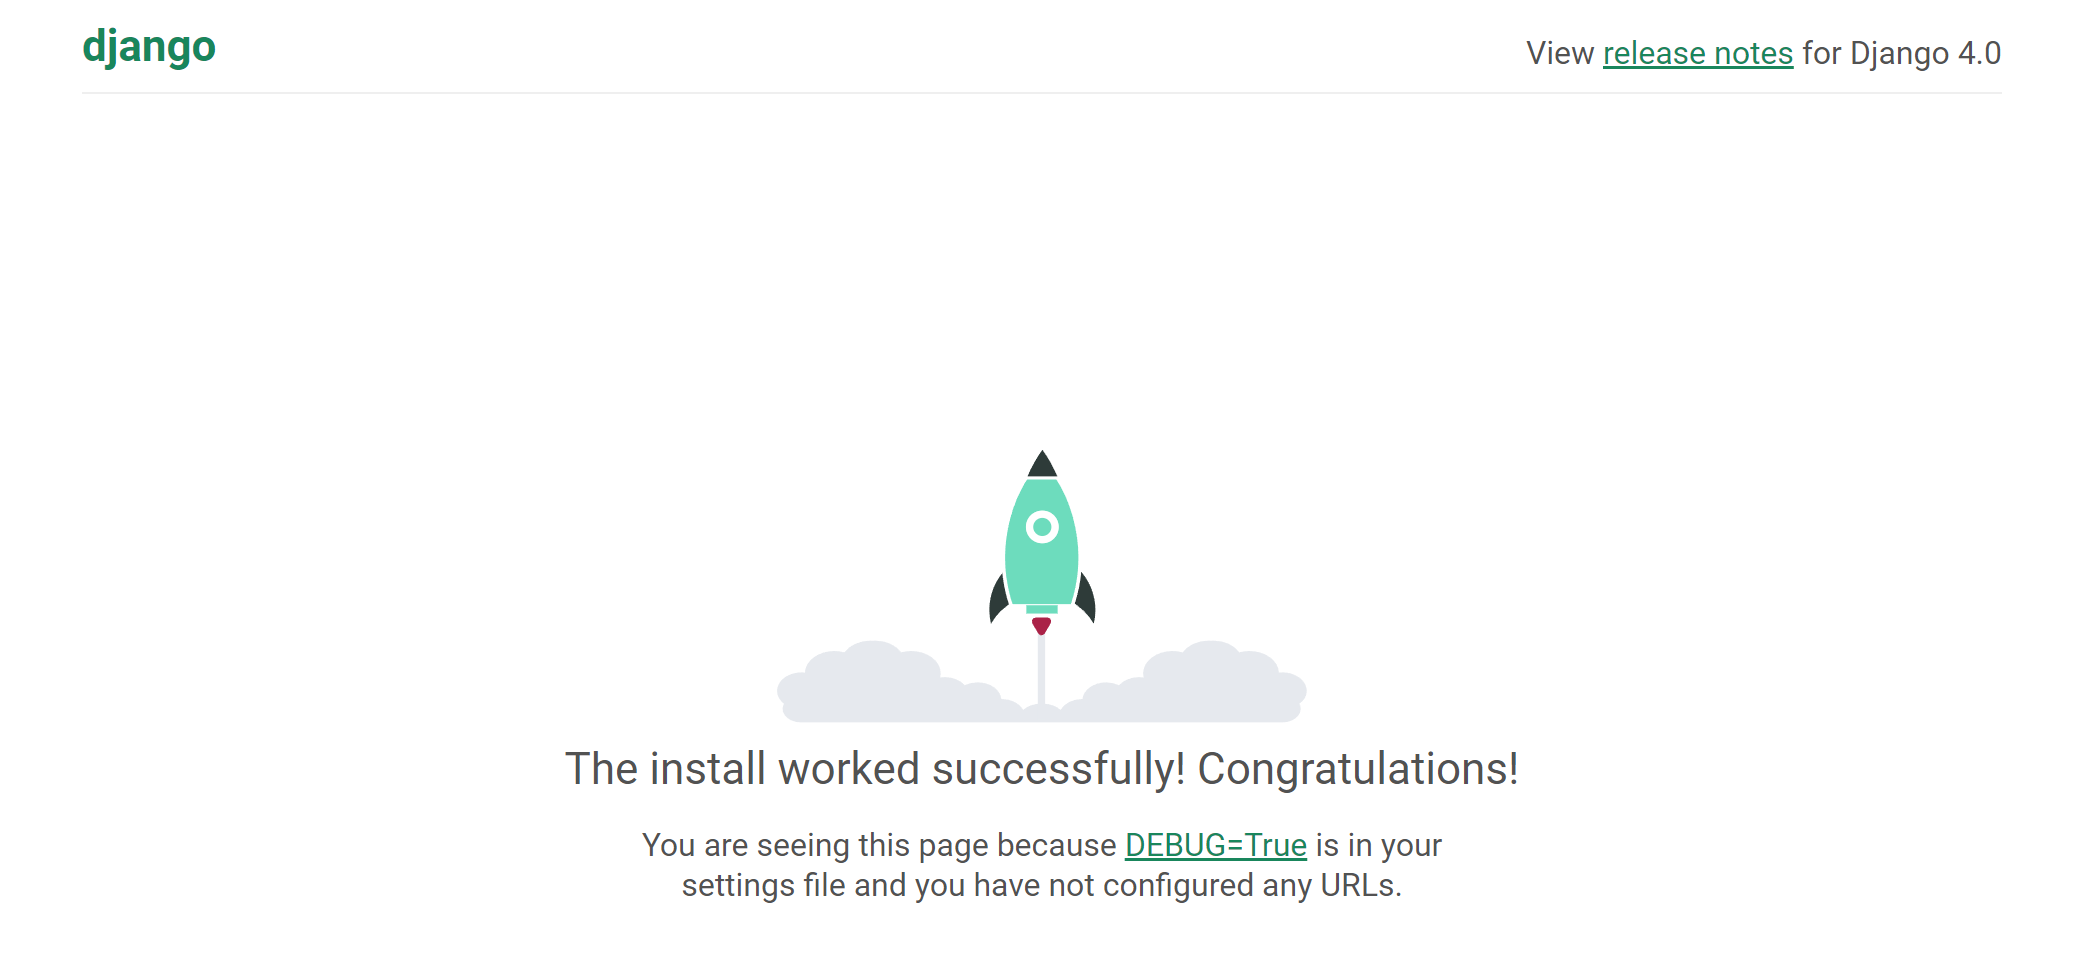 django
View release notes for Django 4.0
The install worked successfully! Congratulations!
You are seeing this page because DEBUG=True is in your
settings file and you have not configured any URLs.